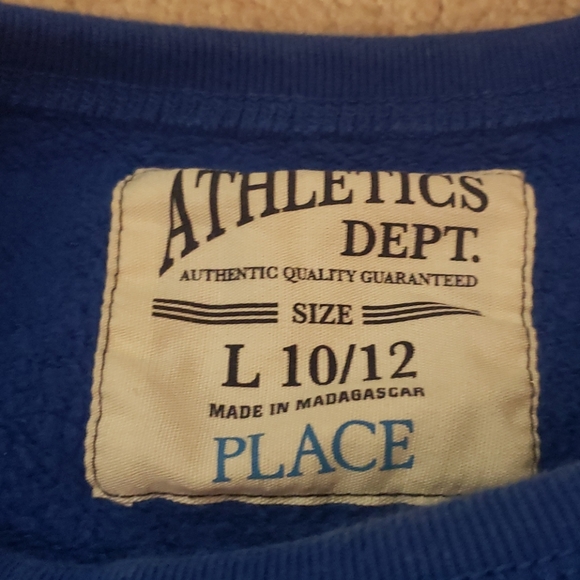 ATHLETICS
DEPT.
AUTHENTIC QUALITY GUARANTEED
SIZE
L 10/12
MADE IN MADAGASCAR
PLACE